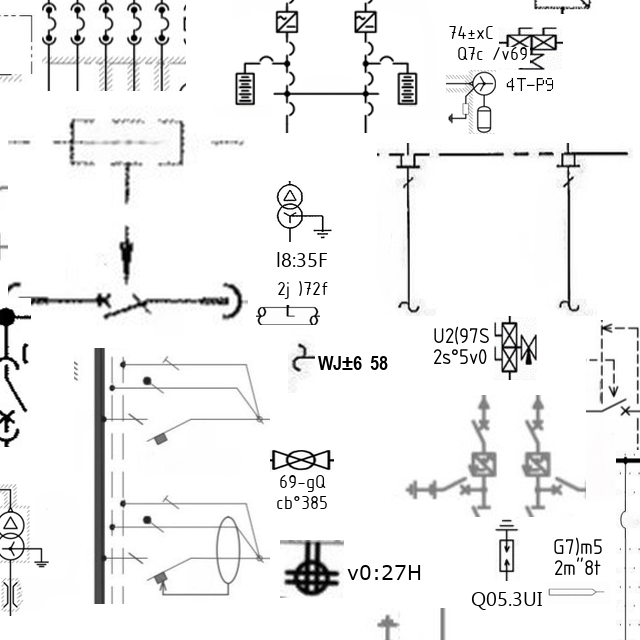 74±xC
Q7c /v69
4T-P9
l8:35F
2j )72f
U2(97S
2s°5v0
WJ±6 58
69-gQ
cb°385
v0:27H
G7)m5
2m¨8t
Q05.3UI